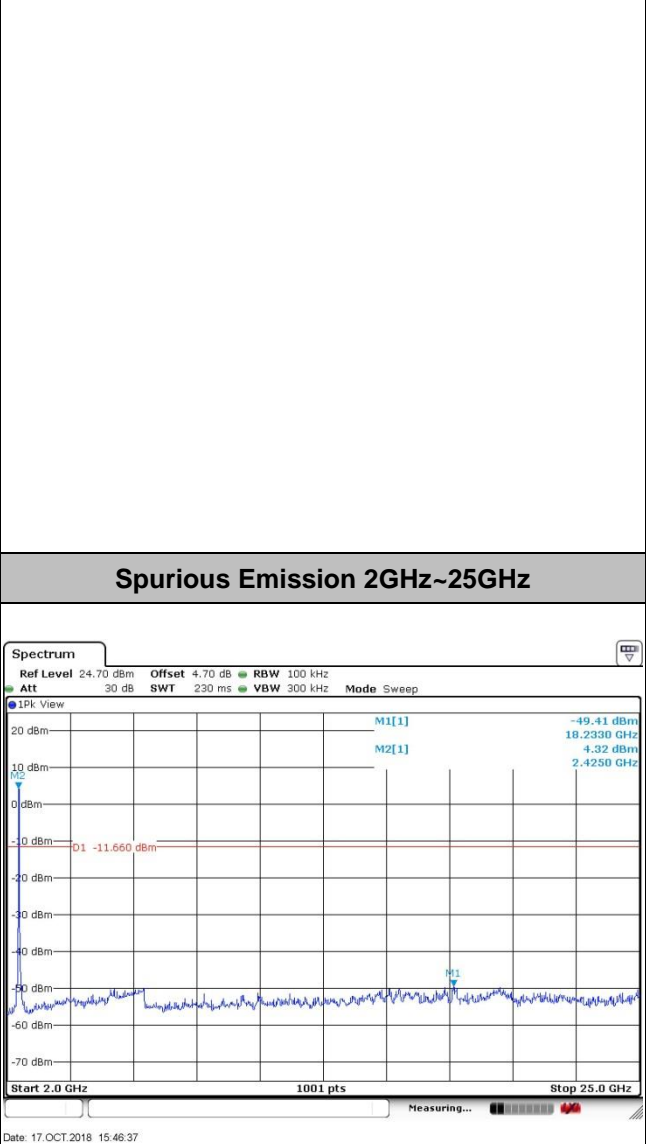 Spurious Emission 2GHz~25GHz
Spectrum
Ref Level 24.70 dBm Offset 4.70 dB RBW 100 kHz
Att 30 dB SWT 230 ms VBW 300 kHz Mode Sweep
1Pk View
M1[1] -49.41 dBm
18.2330 GHz
M2[1] 4.32 dBm
2.4250 GHz
20 dBm
10 dBm
M2
0 dBm
-10 dBm
D1 -11.660 dBm
-20 dBm
-30 dBm
-40 dBm
M1
-50 dBm
-60 dBm
-70 dBm
Start 2.0 GHz 1001 pts Stop 25.0 GHz
Measuring...
Date: 17.OCT.2018 15:46:37